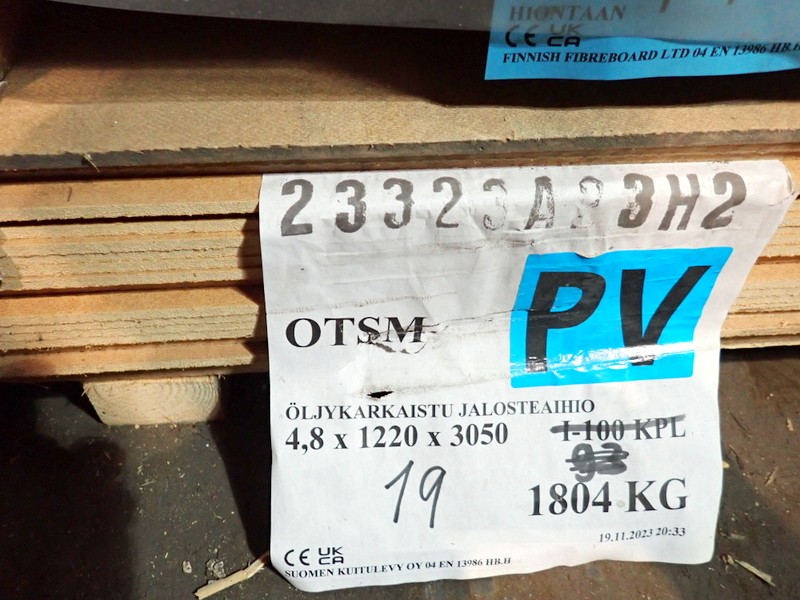 HIONTAAN
CE UK CA
FINNISH FIBREBOARD LTD 04 EN 13986 HB.H
23323A23H2
PV
OTSM
ÖLJYKARKAISTU JALOSTEAIHIO
4,8 x 1220 x 3050 I-100 KPL
93
19
1804 KG
19.11.2023 20:33
CE UK CA
SUOMEN KUITULEVY OY 04 EN 13986 HB.H